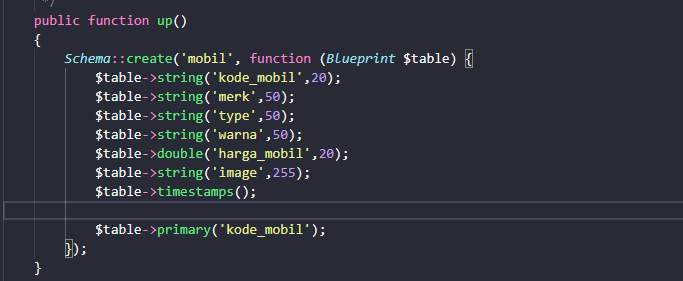 */
public function up()
{
Schema::create('mobil', function (Blueprint $table) {
$table->string('kode_mobil',20);
$table->string('merk',50);
$table->string('type',50);
$table->string('warna',50);
$table->double('harga_mobil',20);
$table->string('image',255);
$table->timestamps();
$table->primary('kode_mobil');
});
}